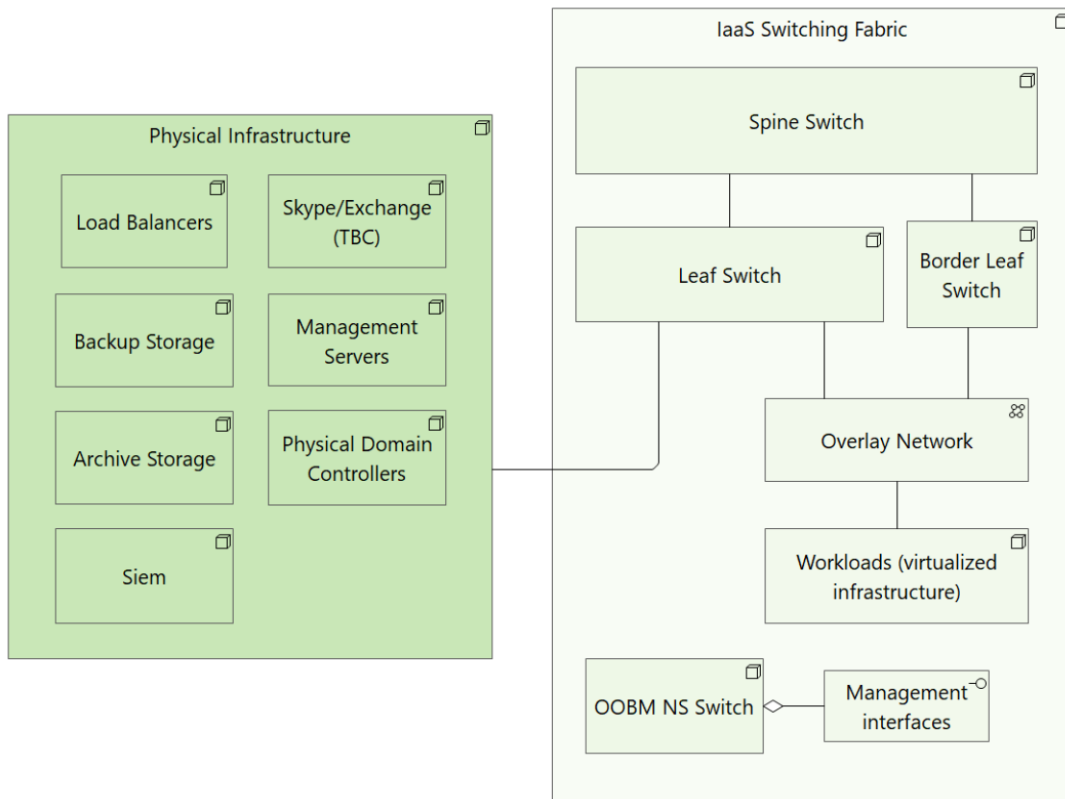 Physical Infrastructure
Load Balancers
Skype/Exchange
(TBC)
Backup Storage
Management
Servers
Archive Storage
Physical Domain
Controllers
Siem
IaaS Switching Fabric
Spine Switch
Leaf Switch
Border Leaf
Switch
Overlay Network
Workloads (virtualized
infrastructure)
OOBM NS Switch
Management
interfaces